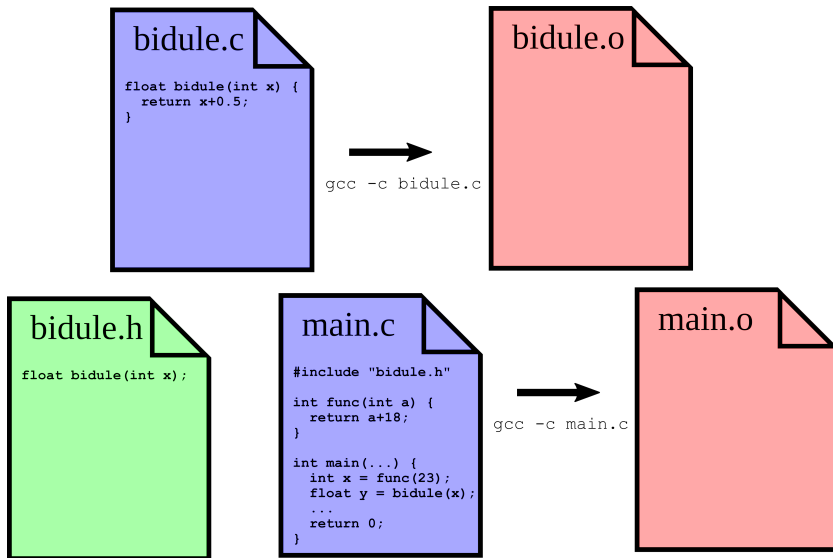 bidule.c
float bidule(int x) {
  return x+0.5;
}
gcc -c bidule.c
bidule.o
bidule.h
float bidule(int x);
main.c
#include "bidule.h"
int func(int a) {
  return a+18;
}
int main(...) {
  int x = func(23);
  float y = bidule(x);
  ...
  return 0;
}
gcc -c main.c
main.o